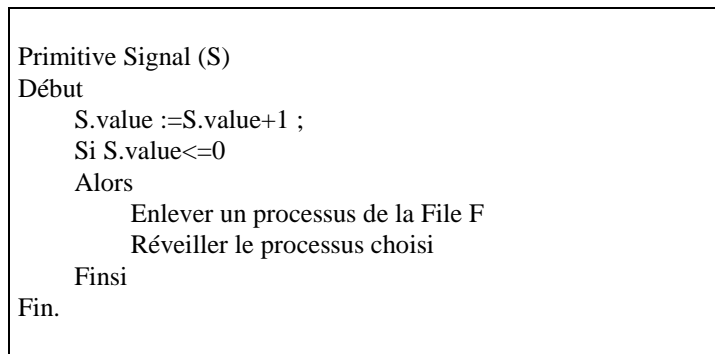 Primitive Signal (S)
Début
S.value :=S.value+1 ;
Si S.value<=0
Alors
Enlever un processus de la File F
Réveiller le processus choisi
Finsi
Fin.